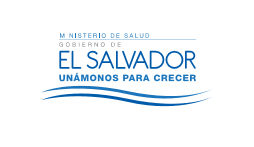 MINISTERIO DE SALUD
GOBIERNO DE
EL SALVADOR
UNÁMONOS PARA CRECER